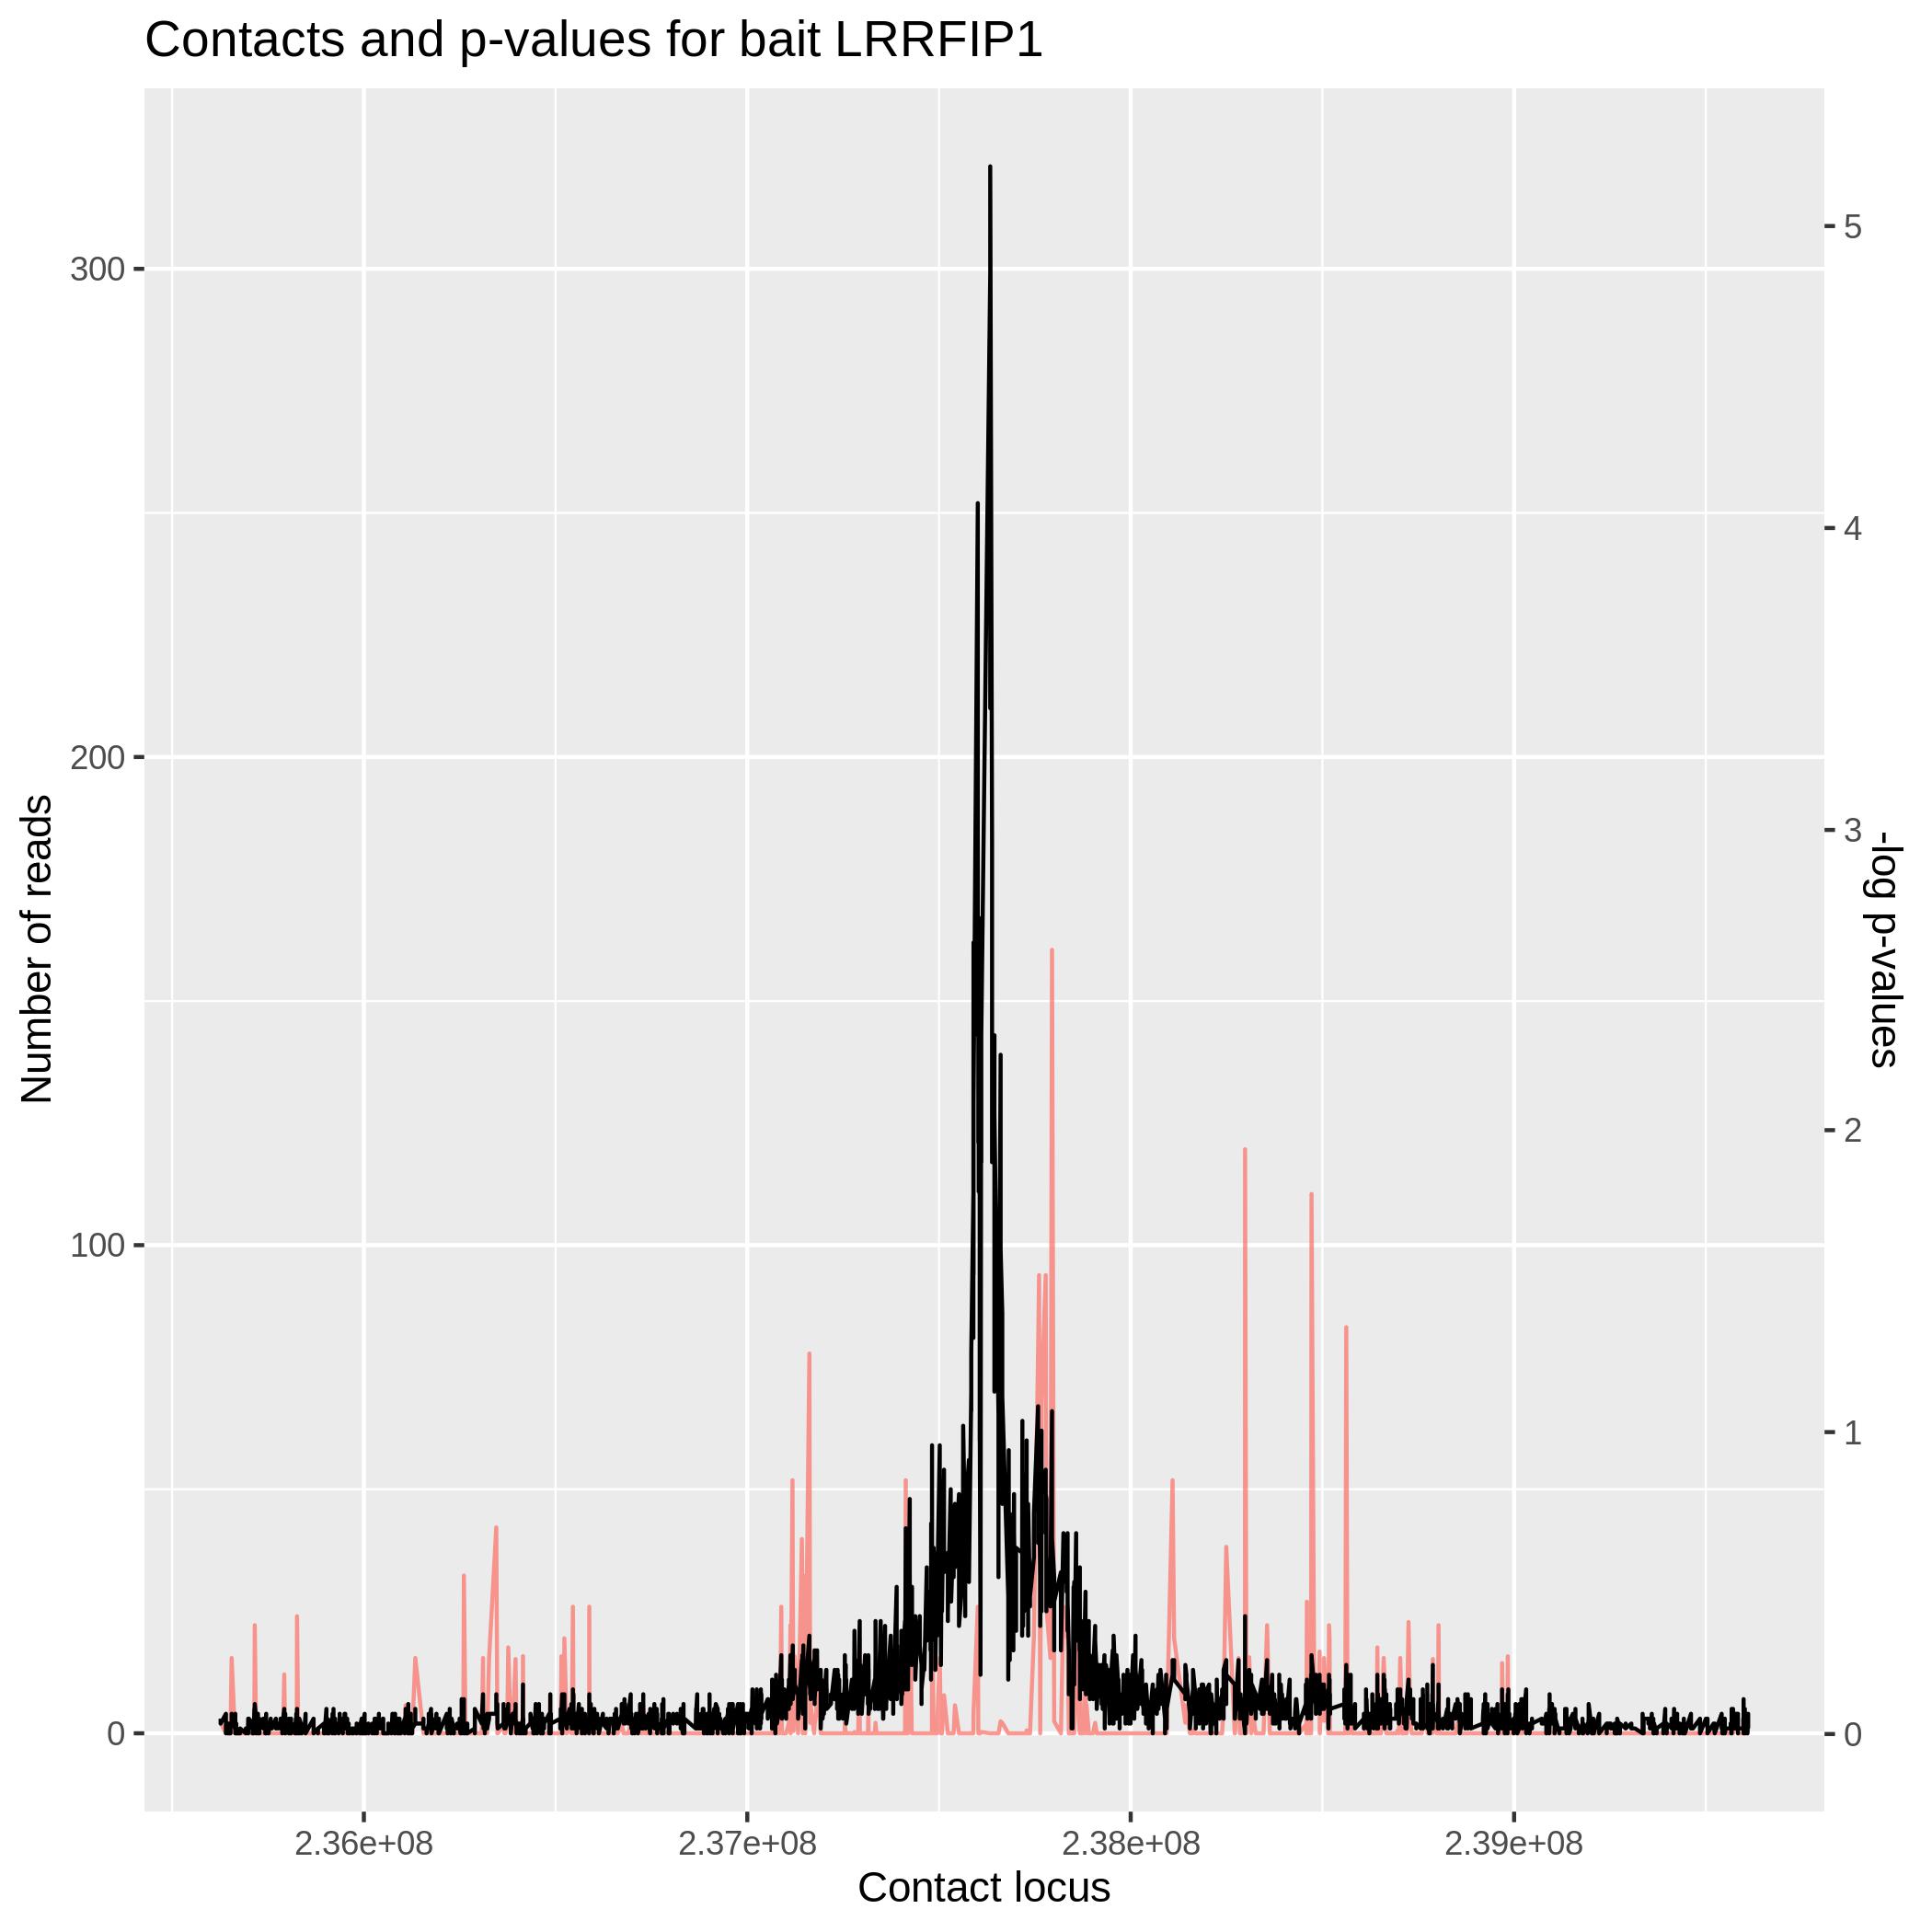 Contacts and p-values for bait LRRFIP1
300
200
100
0
Number of reads
5
4
3
2
1
0
-log p-values
2.36e+08
2.37e+08
2.38e+08
2.39e+08
Contact locus